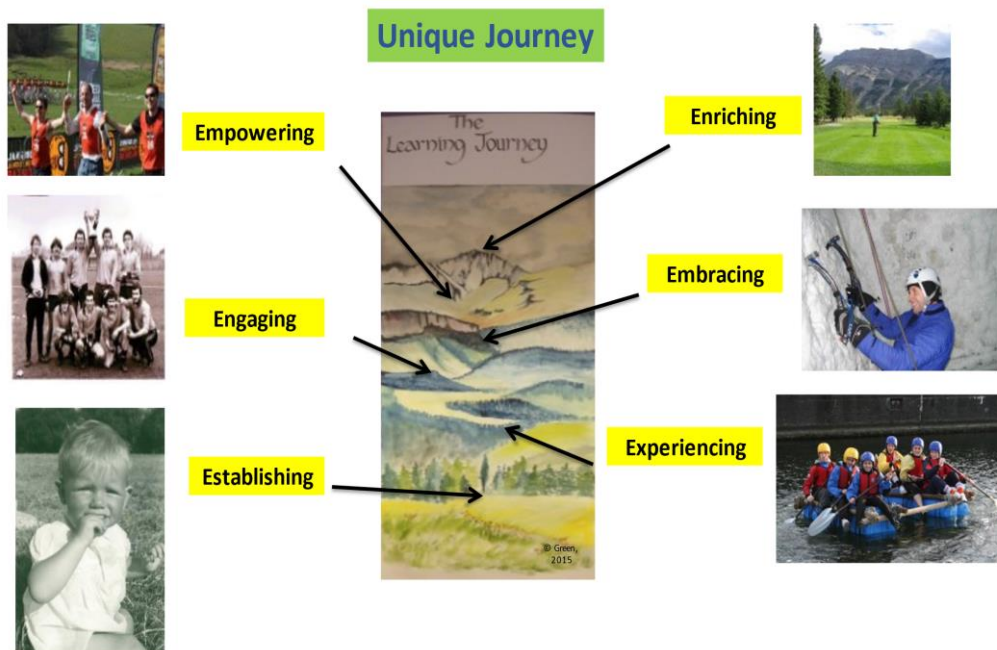 Unique Journey
The
Learning Journey
Empowering
Enriching
Embracing
Engaging
Experiencing
Establishing
© Green,
2015